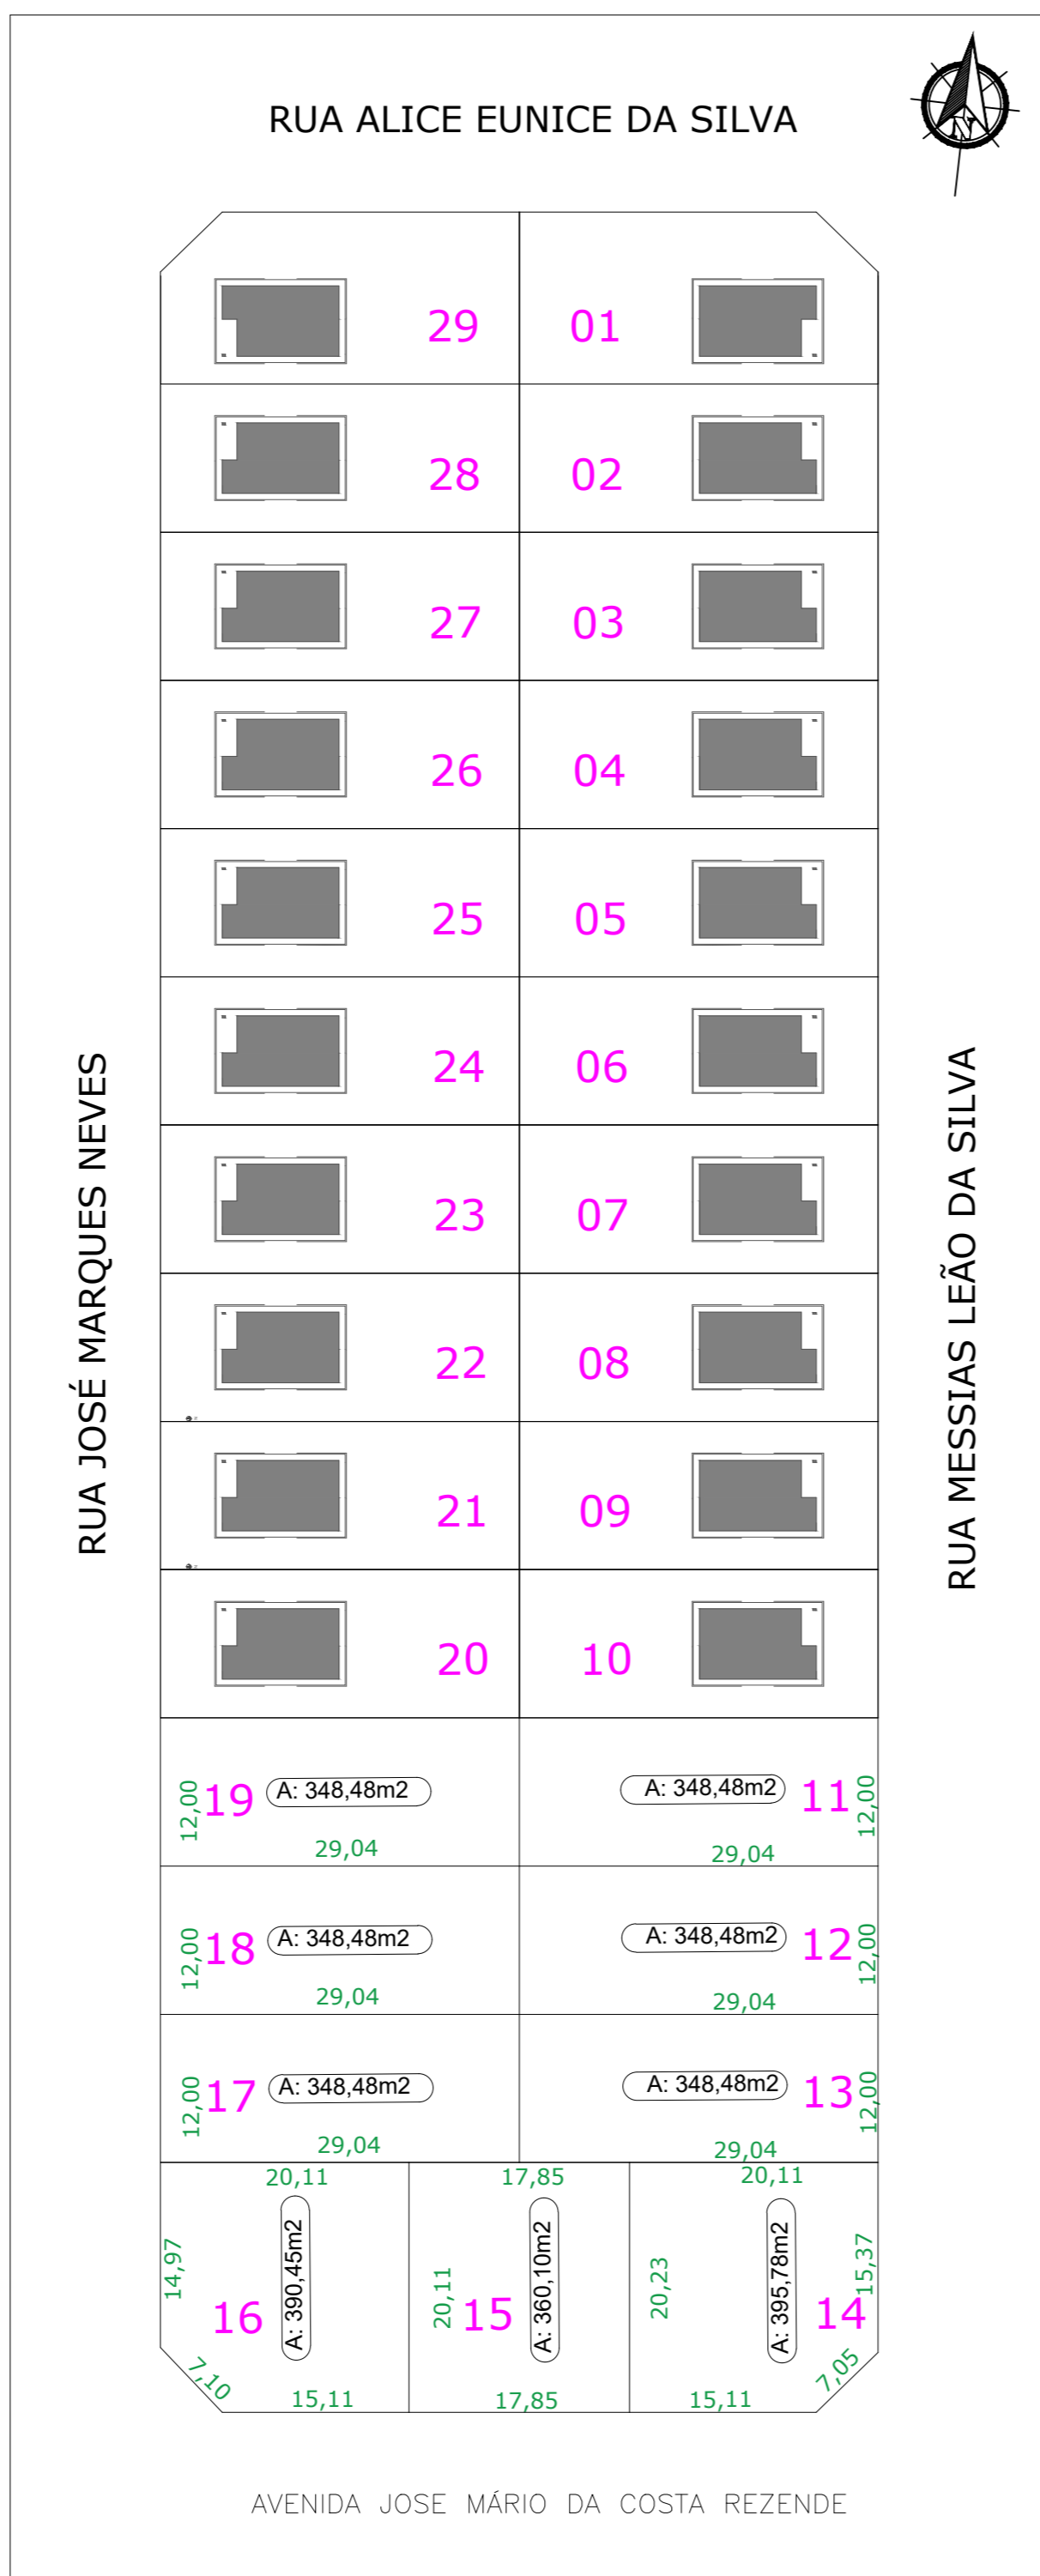 RUA ALICE EUNICE DA SILVA
N
29 01
28 02
27 03
26 04
25 05
24 06
23 07
22 08
21 09
20 10
RUA JOSÉ MARQUES NEVES
RUA MESSIAS LEÃO DA SILVA
12,00 19 A: 348,48m2 A: 348,48m2 11 12,00
29,04 29,04
12,00 18 A: 348,48m2 A: 348,48m2 12 12,00
29,04 29,04
12,00 17 A: 348,48m2 A: 348,48m2 13 12,00
29,04 29,04
20,11 17,85 20,11
14,97 16 A: 390,45m2 20,11 15 A: 360,10m2 20,23 A: 395,78m2 14 15,37
7,10 15,11 17,85 15,11 7,05
AVENIDA JOSE MÁRIO DA COSTA REZENDE